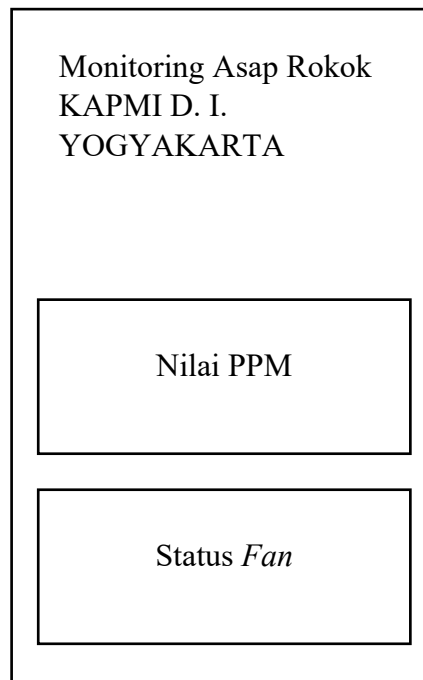 Monitoring Asap Rokok
KAPMI D. I.
YOGYAKARTA
Nilai PPM
Status Fan